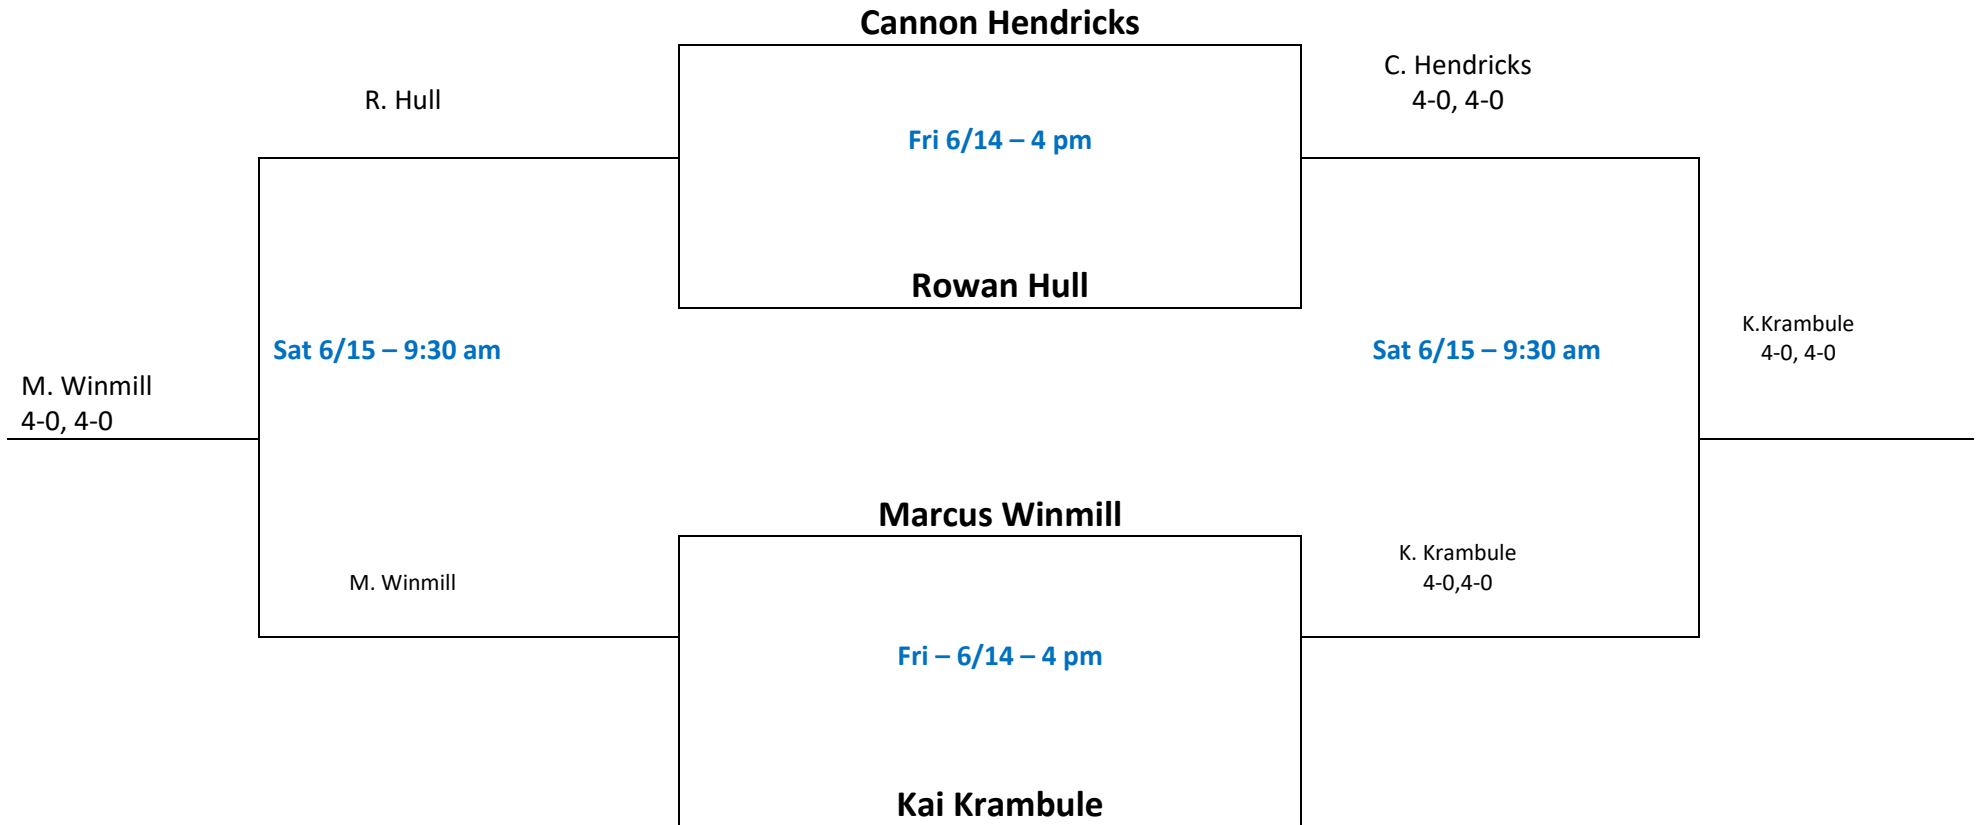 Cannon Hendricks
C. Hendricks
4-0, 4-0
R. Hull
Fri 6/14 – 4 pm
Rowan Hull
K.Krambule
4-0, 4-0
Sat 6/15 – 9:30 am
Sat 6/15 – 9:30 am
M. Winmill
4-0, 4-0
Marcus Winmill
K. Krambule
4-0,4-0
M. Winmill
Fri – 6/14 – 4 pm
Kai Krambule